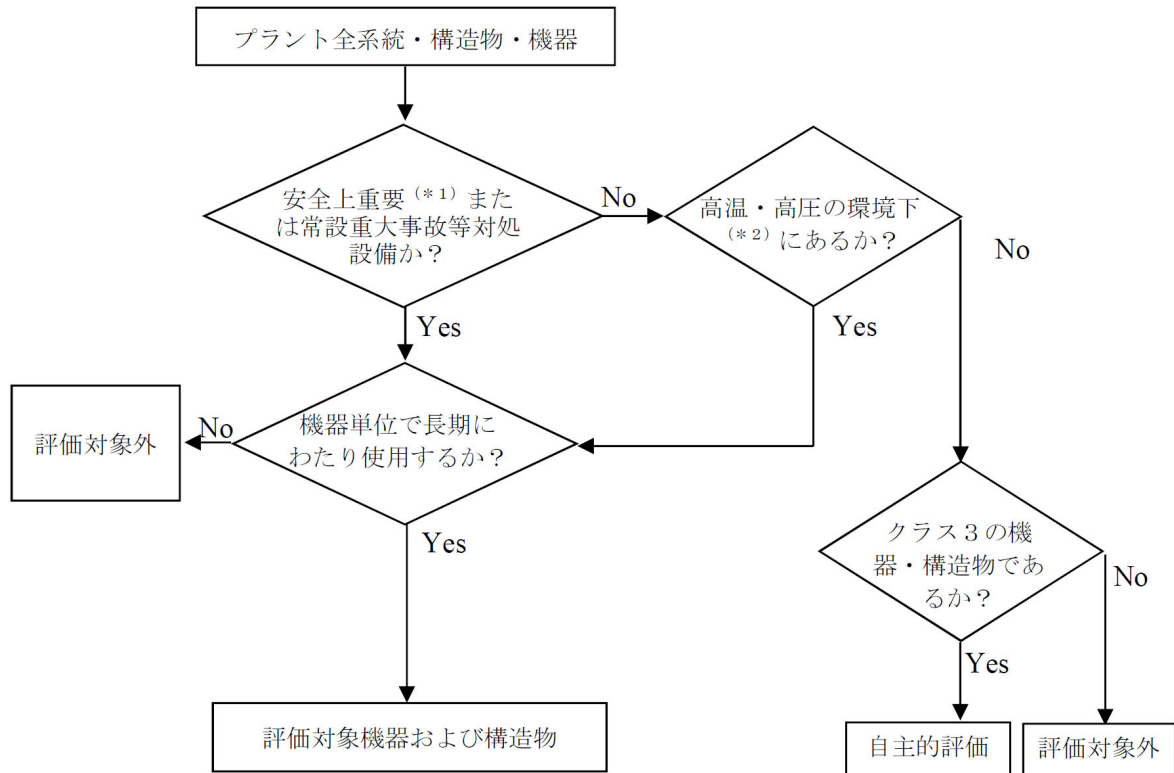 プラント全系統・構造物・機器
安全上重要(*1)また
は常設重大事故等対処
設備か?
No
高温・高圧の環境下
(*2)にあるか?
No
Yes
Yes
機器単位で長期に
わたり使用するか?
No
評価対象外
Yes
クラス3の機
器・構造物であ
るか?
No
Yes
評価対象機器および構造物
自主的評価
評価対象外